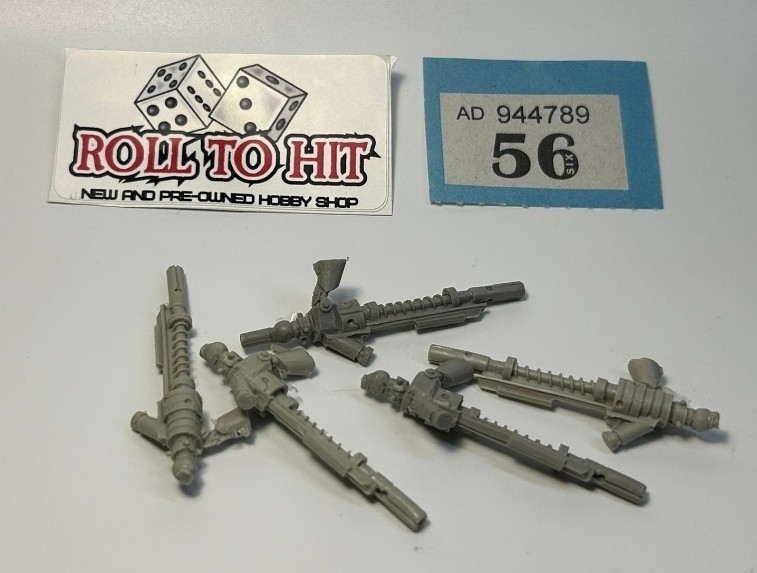 ROLL TO HIT
NEW AND PRE-OWNED HOBBY SHOP
AD 944789
56
SIX